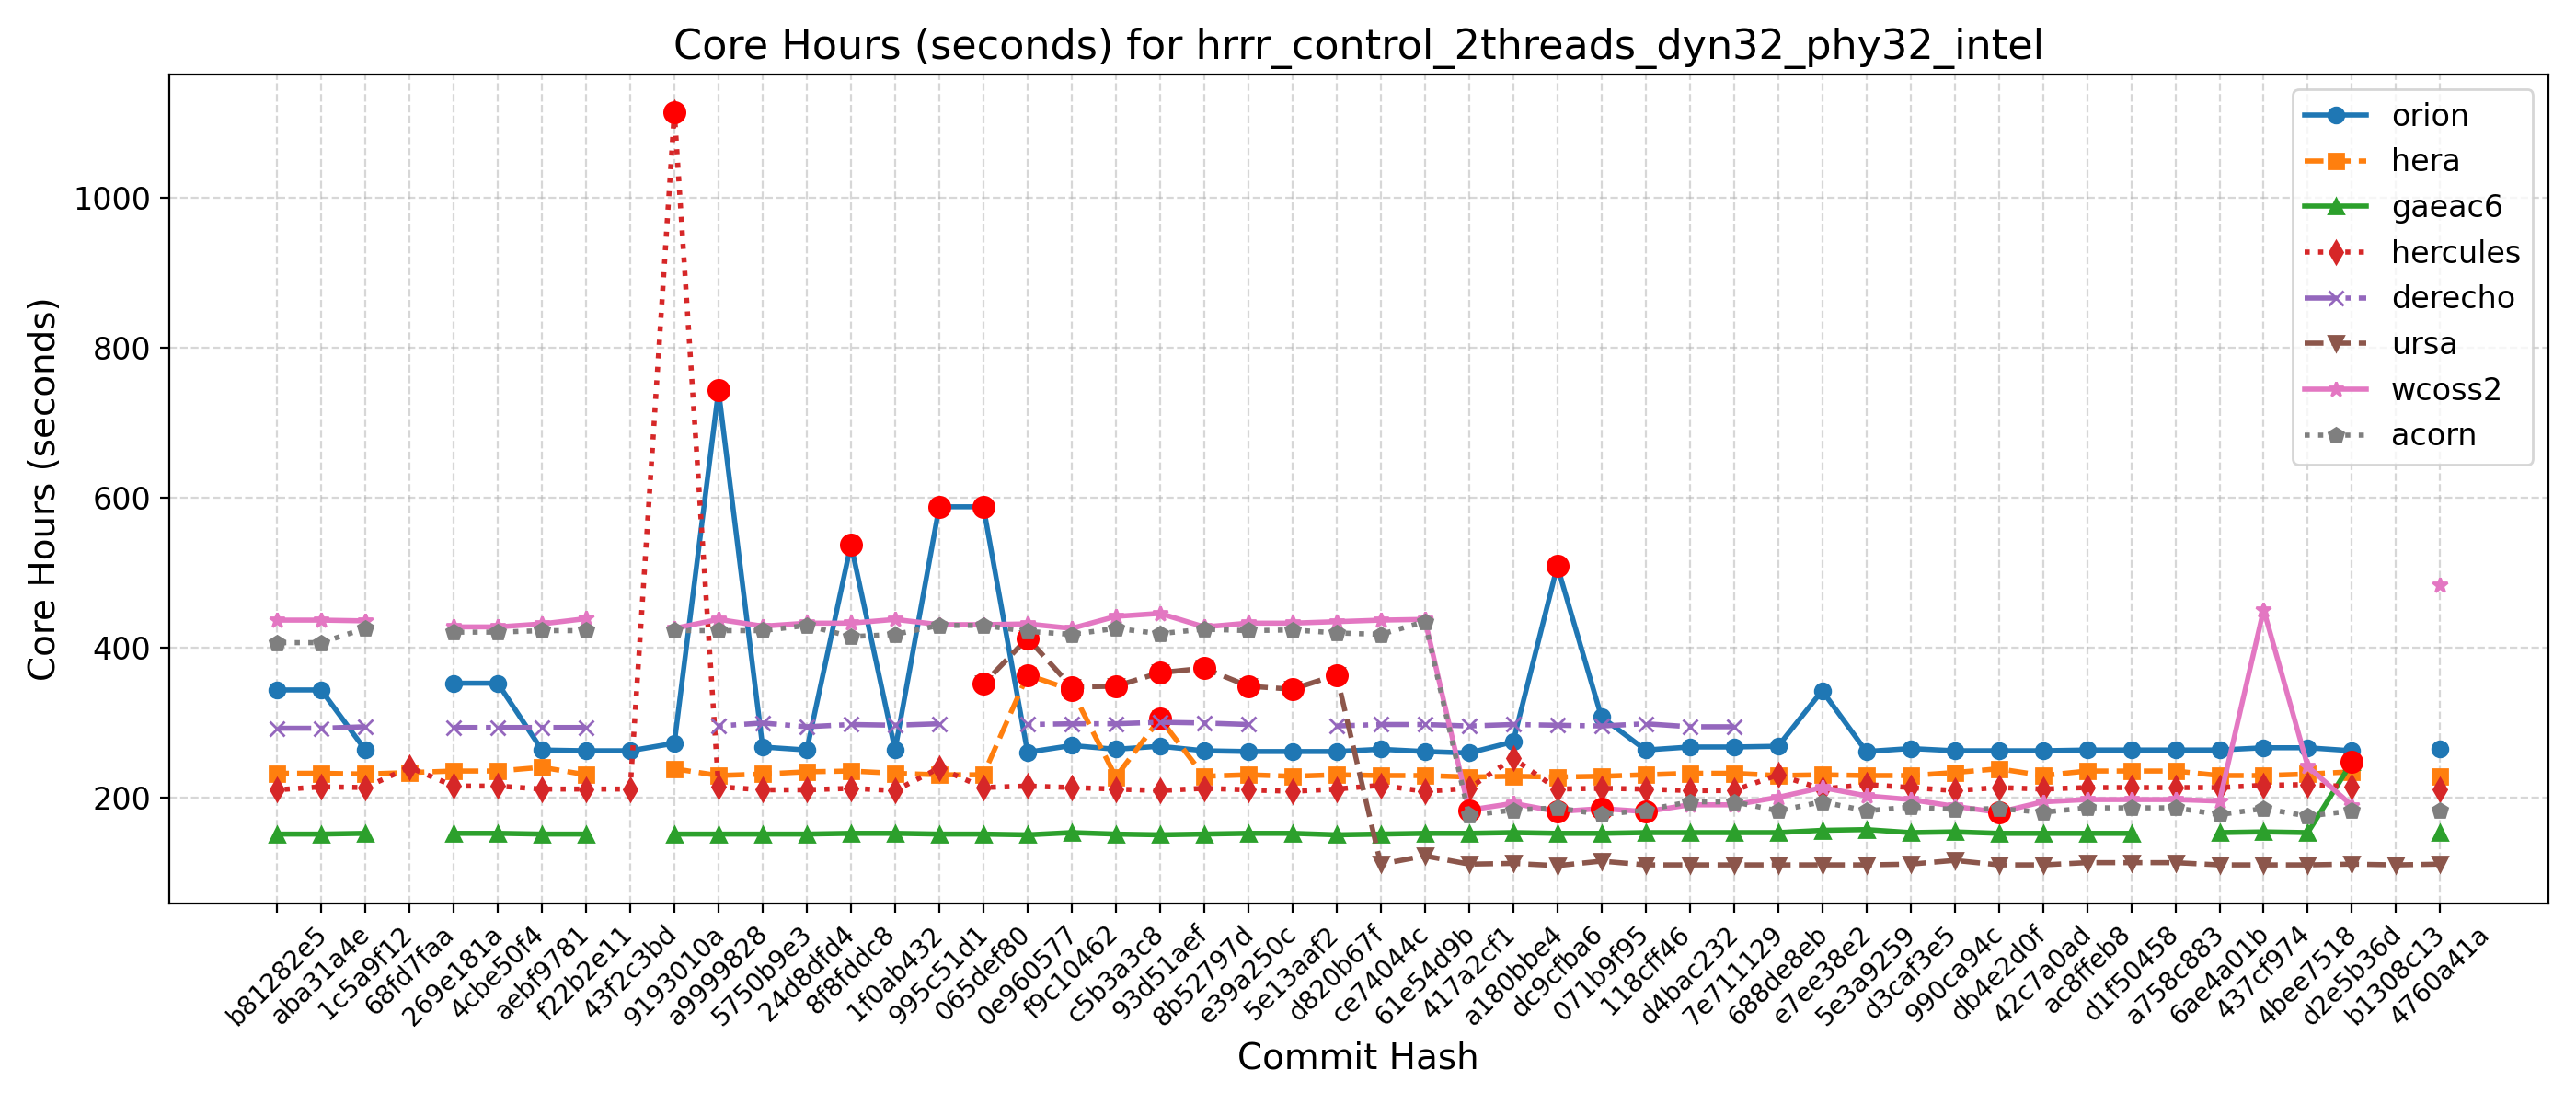 Core Hours (seconds) for hrrr_control_2threads_dyn32_phy32_intel
Core Hours (seconds)
1000
800
600
400
200
orion
hera
gaeac6
hercules
derecho
ursa
wcoss2
acorn
b81282e5
aba31a4e
1c5a9f12
68fd7faa
269e181a
4cbe50f4
aebf9781
f22b2e11
43f2c3bd
9193010a
a9999828
5750b9e3
24d8dfd4
8f8fddc8
1f0ab432
995c51d1
065def80
0e960577
f9c10462
c5b3a3c8
93d51aef
8b52797d
e39a250c
5e13aaf2
d820b67f
ce74044c
61e54d9b
417a2cf1
a180bbe4
dc9cfba6
071b9f95
118cff46
d4bac232
7e711129
688de8eb
e7ee38e2
5e3a9259
d3caf3e5
990ca94c
db4e2d0f
42c7a0ad
ac8ffeb8
d1f50458
a758c883
6ae4a01b
437cf974
4bee7518
d2e5b36d
b1308c13
4760a41a
Commit Hash